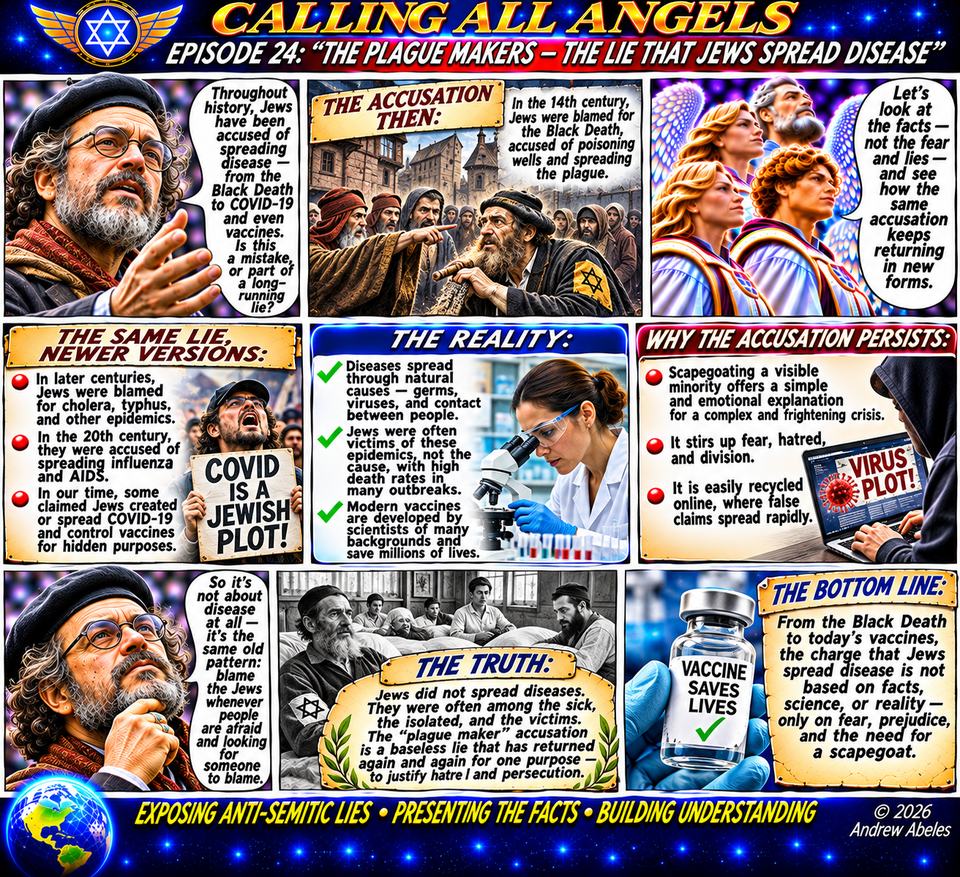 CALLING ALL ANGELS
EPISODE 24: "THE PLAGUE MAKERS – THE LIE THAT JEWS SPREAD DISEASE"
Throughout
history, Jews
have been
accused of
spreading
disease —
from the
Black Death
to COVID-19
and even
vaccines.
Is this
a mistake,
or part of
a long-
running
lie?
THE ACCUSATION
THEN:
In the 14th century,
Jews were blamed for
the Black Death,
accused of poisoning
wells and spreading
the plague.
Let's
look at
the facts —
not the fear
and lies —
and see
how the
same
accusation
keeps
returning
in new
forms.
THE SAME LIE,
NEWER VERSIONS:
In later centuries,
Jews were blamed
for cholera, typhus,
and other epidemics.
In the 20th century,
they were accused of
spreading influenza
and AIDS.
In our time, some
claimed Jews created
or spread COVID-19
and control vaccines
for hidden purposes.
COVID
IS A
JEWISH
PLOT!
THE REALITY:
Diseases spread
through natural
causes — germs,
viruses, and contact
between people.
Jews were often
victims of these
epidemics, not the
cause, with high
death rates in
many outbreaks.
Modern vaccines
are developed by
scientists of many
backgrounds and
save millions of lives.
WHY THE ACCUSATION PERSISTS:
Scapegoating a visible
minority offers a simple
and emotional explanation
for a complex and frightening crisis.
It stirs up fear, hatred,
and division.
It is easily recycled
online, where false
claims spread rapidly.
VIRUS
PLOT!
So it's
not about
disease
at all —
it's the
same old
pattern:
blame
the Jews
whenever
people
are afraid
and looking
for
someone
to blame.
THE TRUTH:
Jews did not spread diseases.
They were often among the sick,
the isolated, and the victims.
The "plague maker" accusation
is a baseless lie that has returned
again and again for one purpose —
to justify hatred and persecution.
VACCINE
SAVES
LIVES
THE BOTTOM LINE:
From the Black Death
to today's vaccines,
the charge that Jews
spread disease is not
based on facts,
science, or reality —
only on fear, prejudice,
and the need for
a scapegoat.
EXPOSING ANTI-SEMITIC LIES • PRESENTING THE FACTS • BUILDING UNDERSTANDING
© 2026
Andrew Abeles